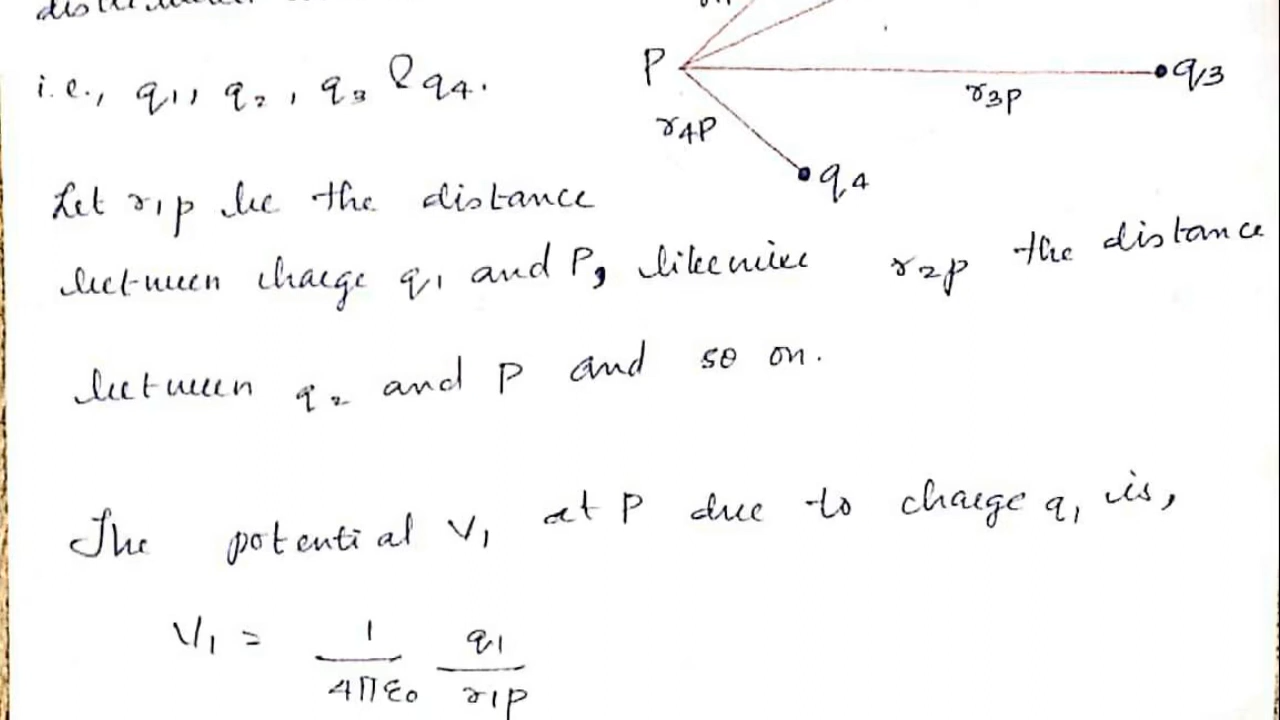 i.e., q1, q2, q3 & q4.
P
q3
r3p
r4p
q4
Let r1p be the distance
between charge q1 and P, likewise r2p the distance
between q2 and P and so on.
The potential V1 at P due to charge q1 is,
V1 = 1/4πε0 q1/r1p